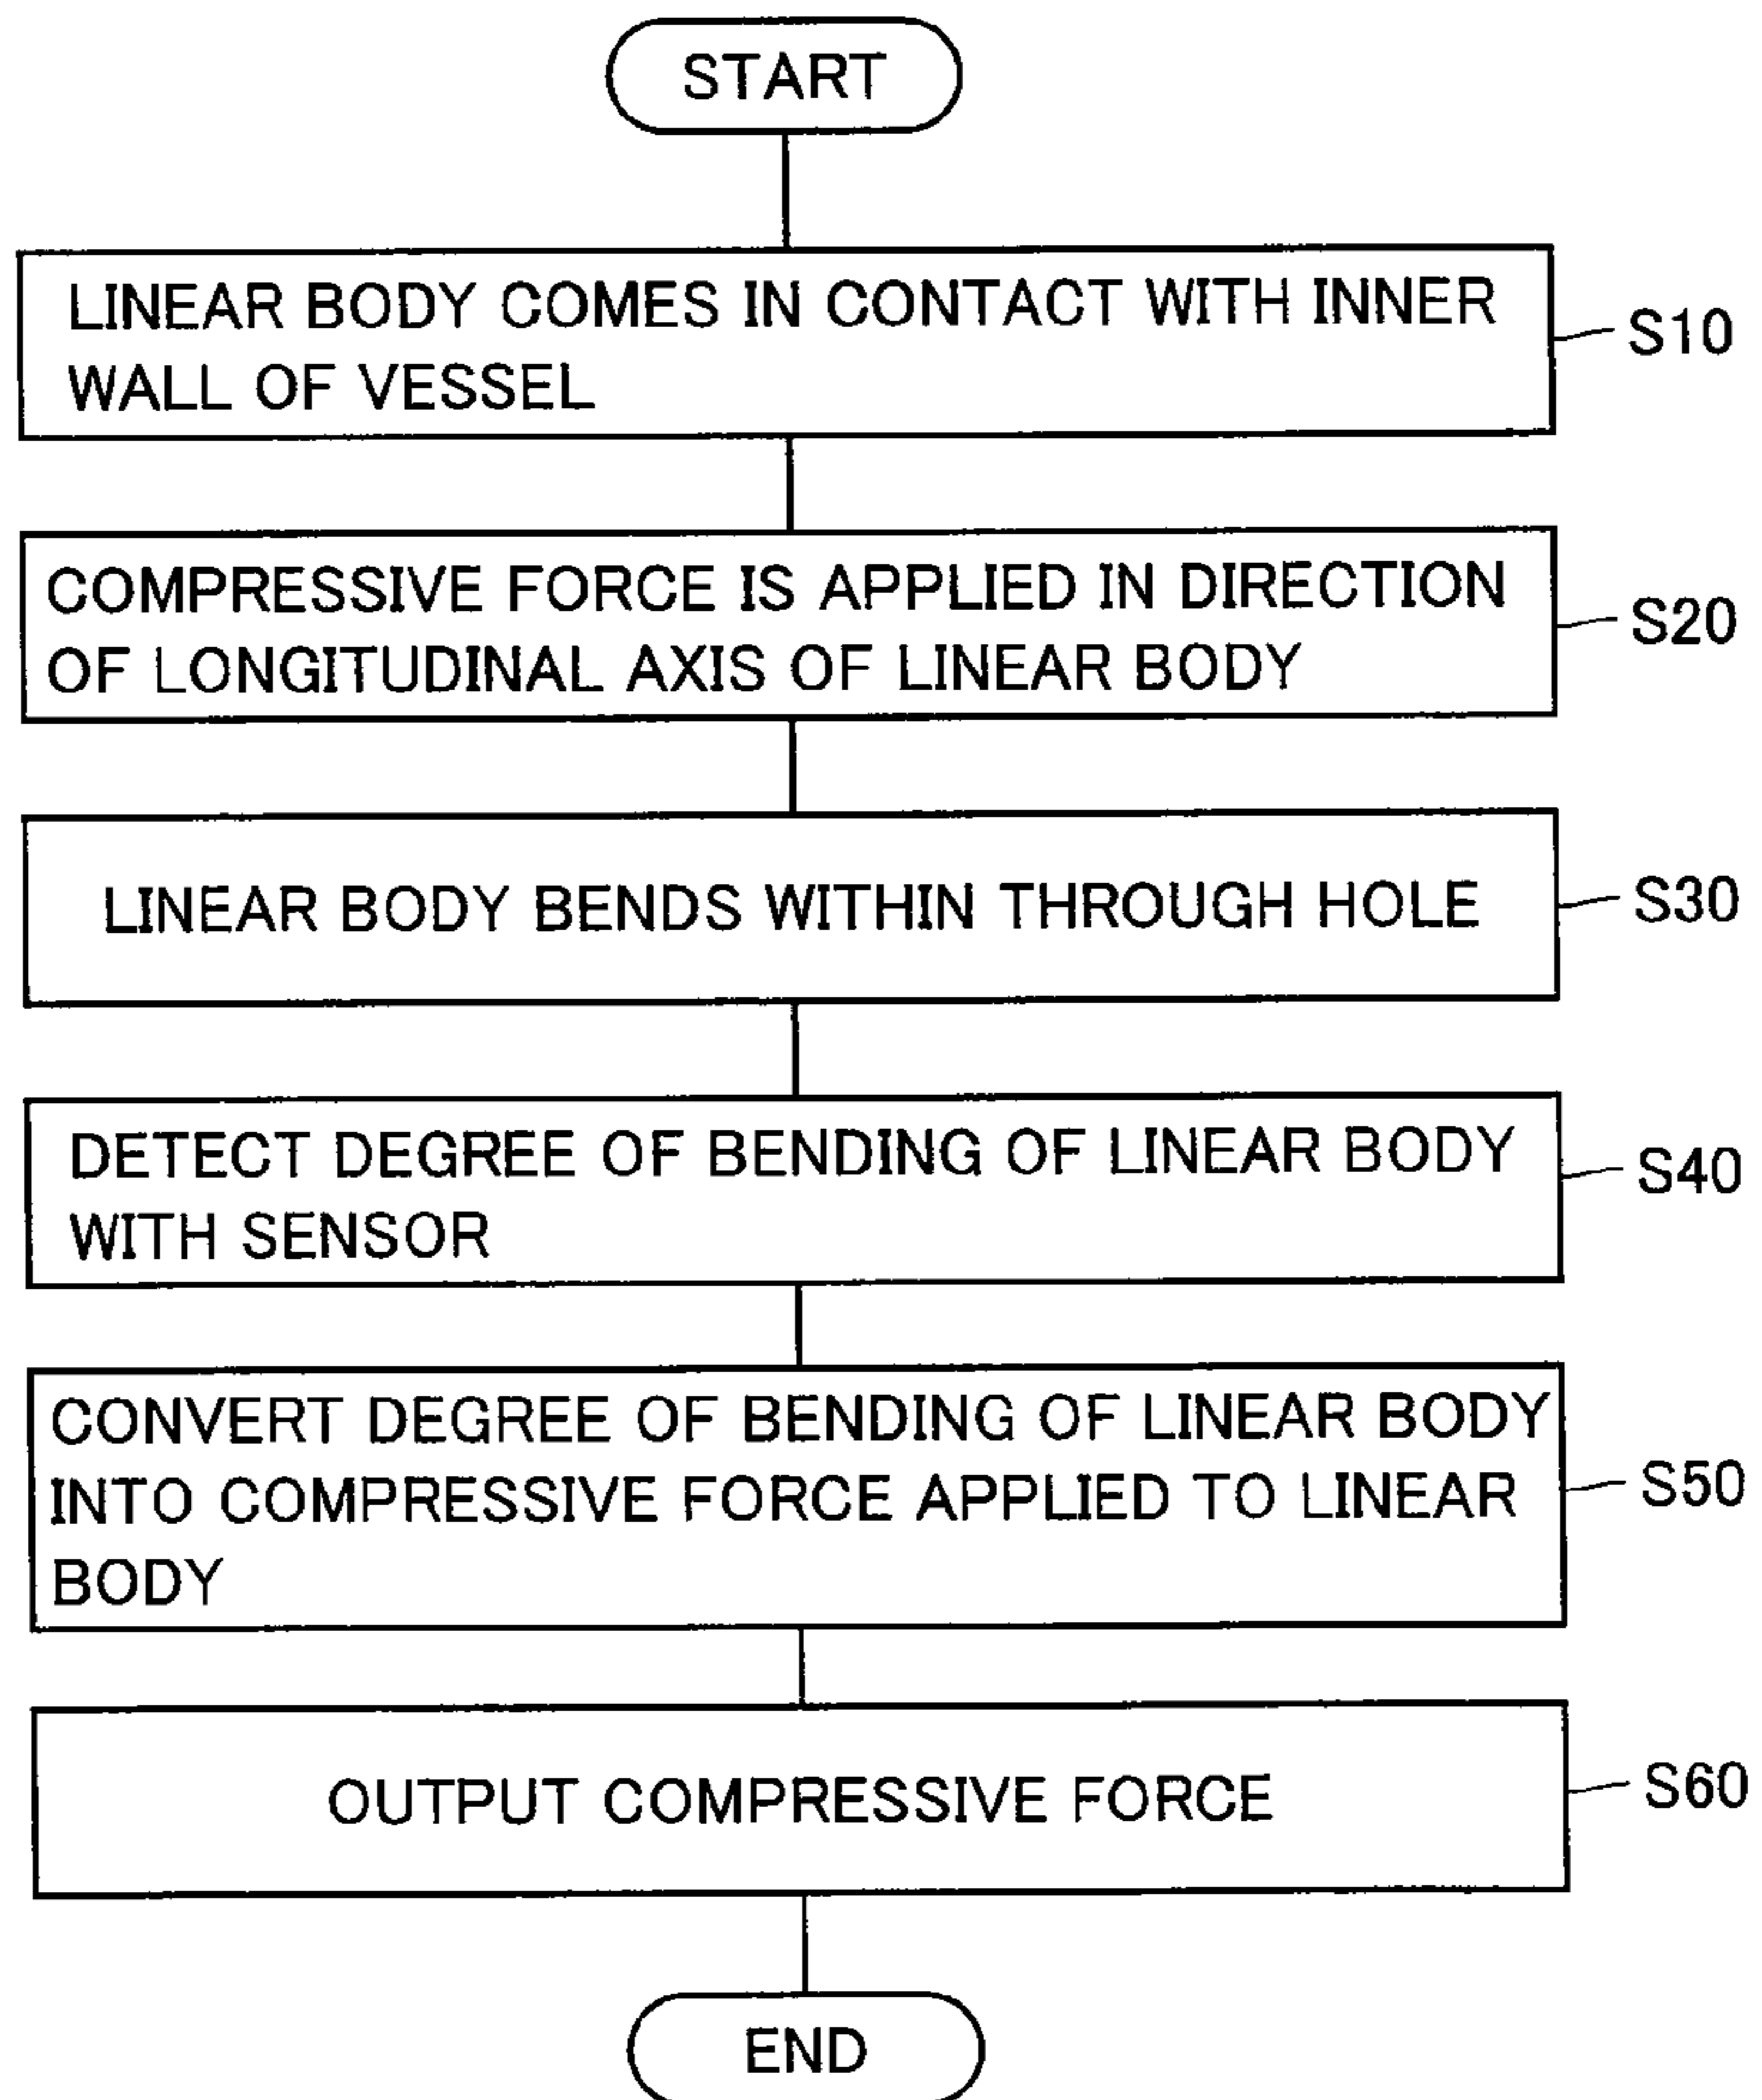 START
LINEAR BODY COMES IN CONTACT WITH INNER
WALL OF VESSEL
S10
COMPRESSIVE FORCE IS APPLIED IN DIRECTION
OF LONGITUDINAL AXIS OF LINEAR BODY
S20
LINEAR BODY BENDS WITHIN THROUGH HOLE
S30
DETECT DEGREE OF BENDING OF LINEAR BODY
WITH SENSOR
S40
CONVERT DEGREE OF BENDING OF LINEAR BODY
INTO COMPRESSIVE FORCE APPLIED TO LINEAR
BODY
S50
OUTPUT COMPRESSIVE FORCE
S60
END